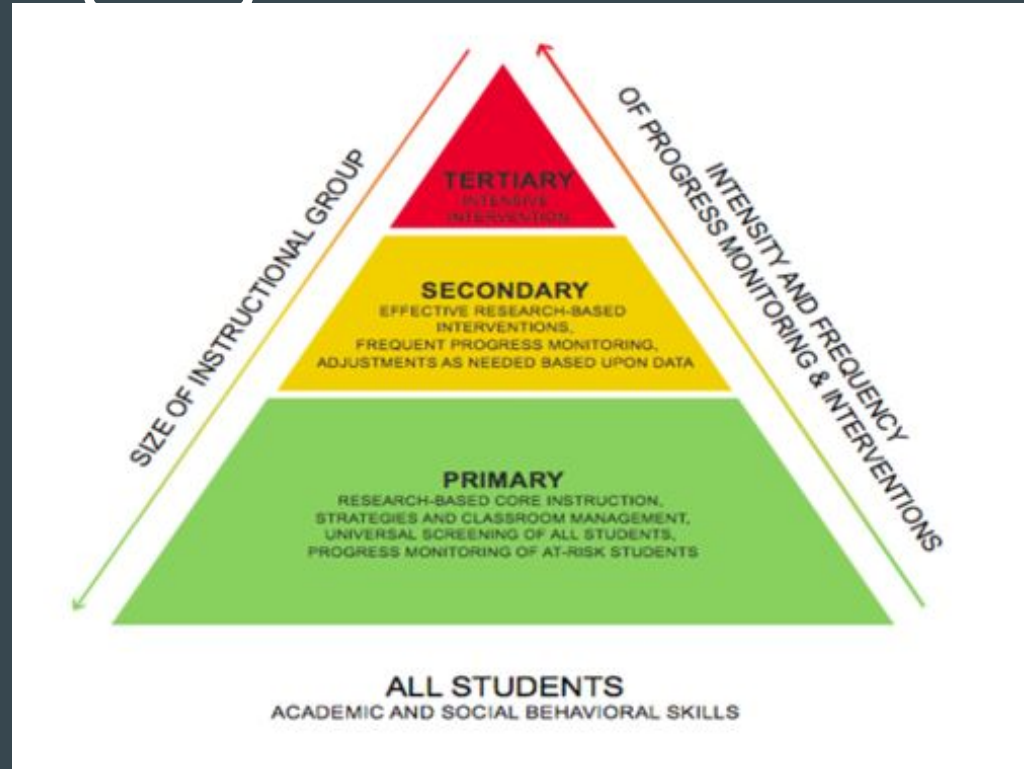 SIZE OF INSTRUCTIONAL GROUP
INTENSITY AND FREQUENCY
OF PROGRESS MONITORING & INTERVENTIONS
TERTIARY
INTENSIVE
INTERVENTION
SECONDARY
EFFECTIVE RESEARCH-BASED
INTERVENTIONS,
FREQUENT PROGRESS MONITORING,
ADJUSTMENTS AS NEEDED BASED UPON DATA
PRIMARY
RESEARCH-BASED CORE INSTRUCTION,
STRATEGIES AND CLASSROOM MANAGEMENT,
UNIVERSAL SCREENING OF ALL STUDENTS,
PROGRESS MONITORING OF AT-RISK STUDENTS
ALL STUDENTS
ACADEMIC AND SOCIAL BEHAVIORAL SKILLS